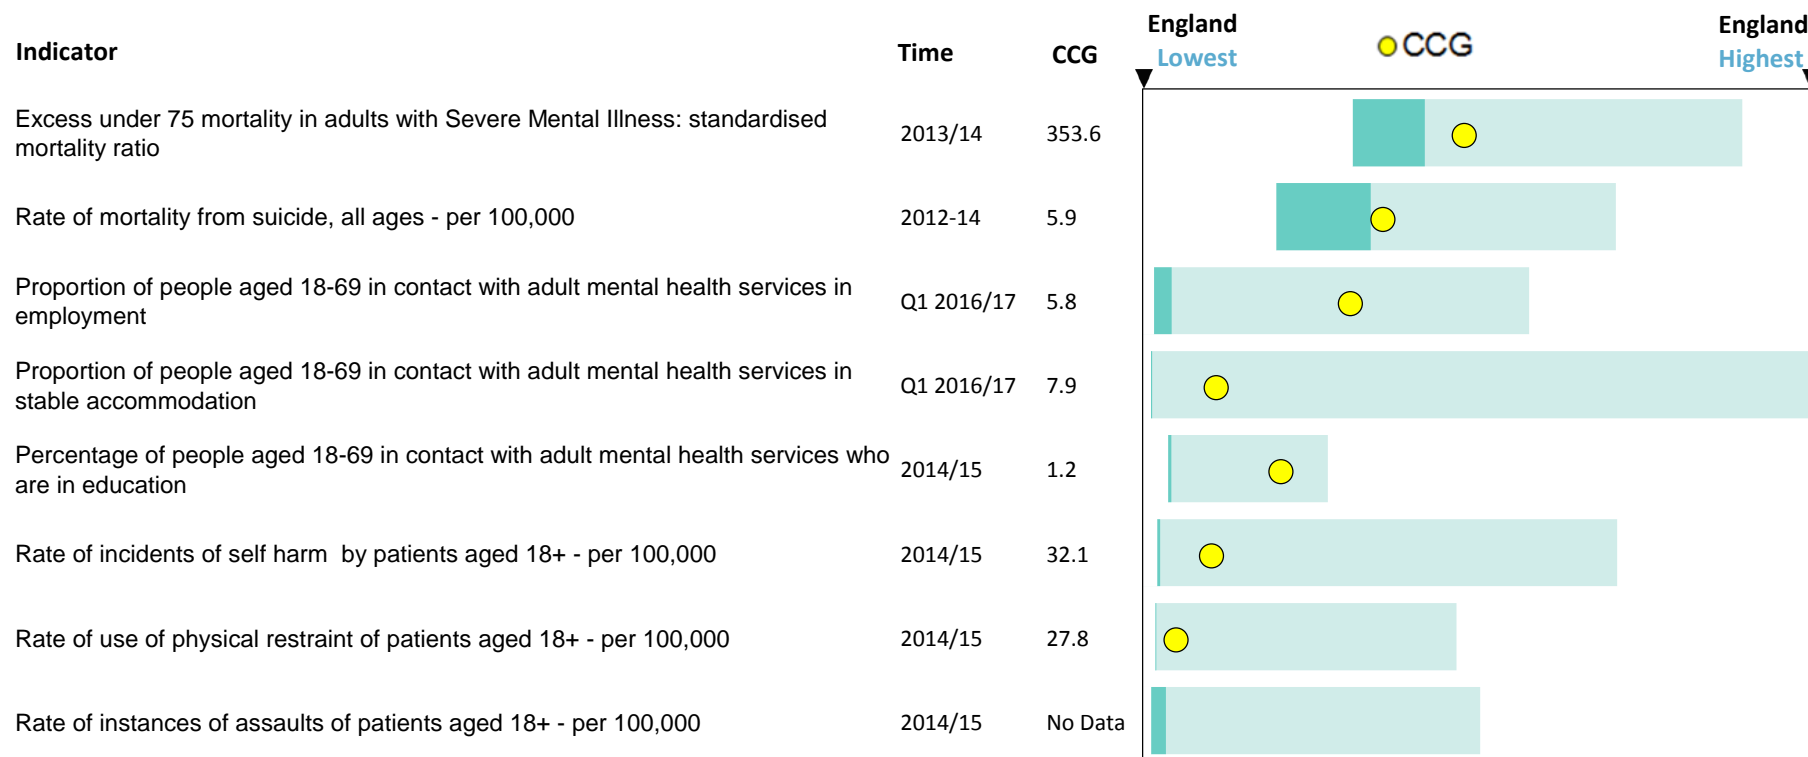 England England
Indicator Time CCG Lowest CCG Highest
Excess under 75 mortality in adults with Severe Mental Illness: standardised
mortality ratio
2013/14 353.6
Rate of mortality from suicide, all ages - per 100,000 2012-14 5.9
Proportion of people aged 18-69 in contact with adult mental health services in
employment
Q1 2016/17 5.8
Proportion of people aged 18-69 in contact with adult mental health services in
stable accommodation
Q1 2016/17 7.9
Percentage of people aged 18-69 in contact with adult mental health services who
are in education
2014/15 1.2
Rate of incidents of self harm  by patients aged 18+ - per 100,000 2014/15 32.1
Rate of use of physical restraint of patients aged 18+ - per 100,000 2014/15 27.8
Rate of instances of assaults of patients aged 18+ - per 100,000 2014/15 No Data